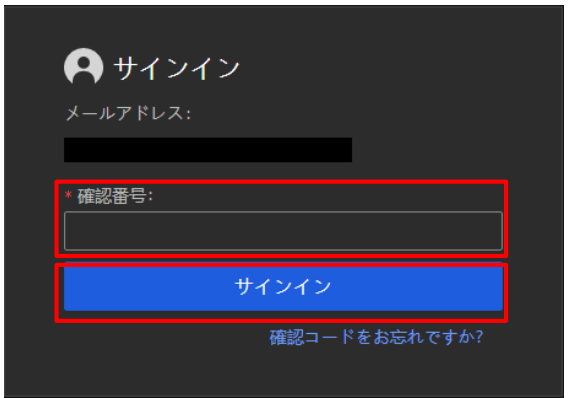 サインイン
メールアドレス:
* 確認番号:
サインイン
確認コードをお忘れですか?